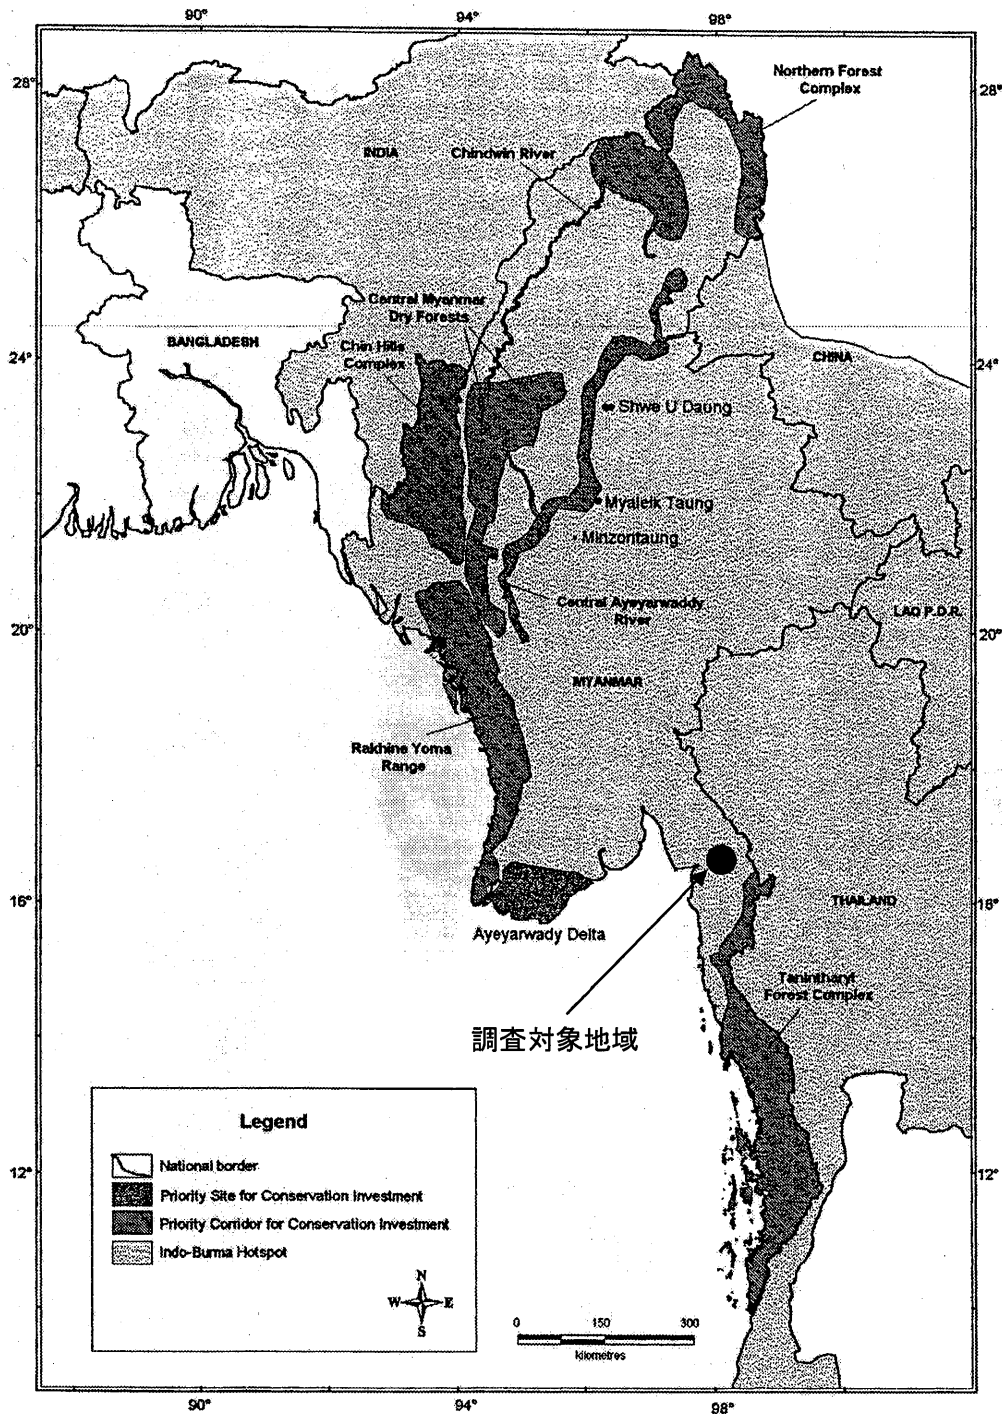 90°
94°
98°
28°
28°
Northern Forest
Complex
INDIA
Chindwin River
Central Myanmar
Dry Forests
BANGLADESH
Chin Hills
Complex
24°
24°
CHINA
Shwe U Daung
Myaleik Taung
Minzontaung
Central Ayeyarwaddy
River
LAO P.D.R.
20°
20°
MYANMAR
Rakhine Yoma
Range
16°
16°
THAILAND
Ayeyarwady Delta
Tanintharyi
Forest Complex
調査対象地域
Legend
National border
Priority Site for Conservation Investment
Priority Corridor for Conservation Investment
Indo-Burma Hotspot
N
W
E
S
0
150
300
kilometres
12°
12°
90°
94°
98°